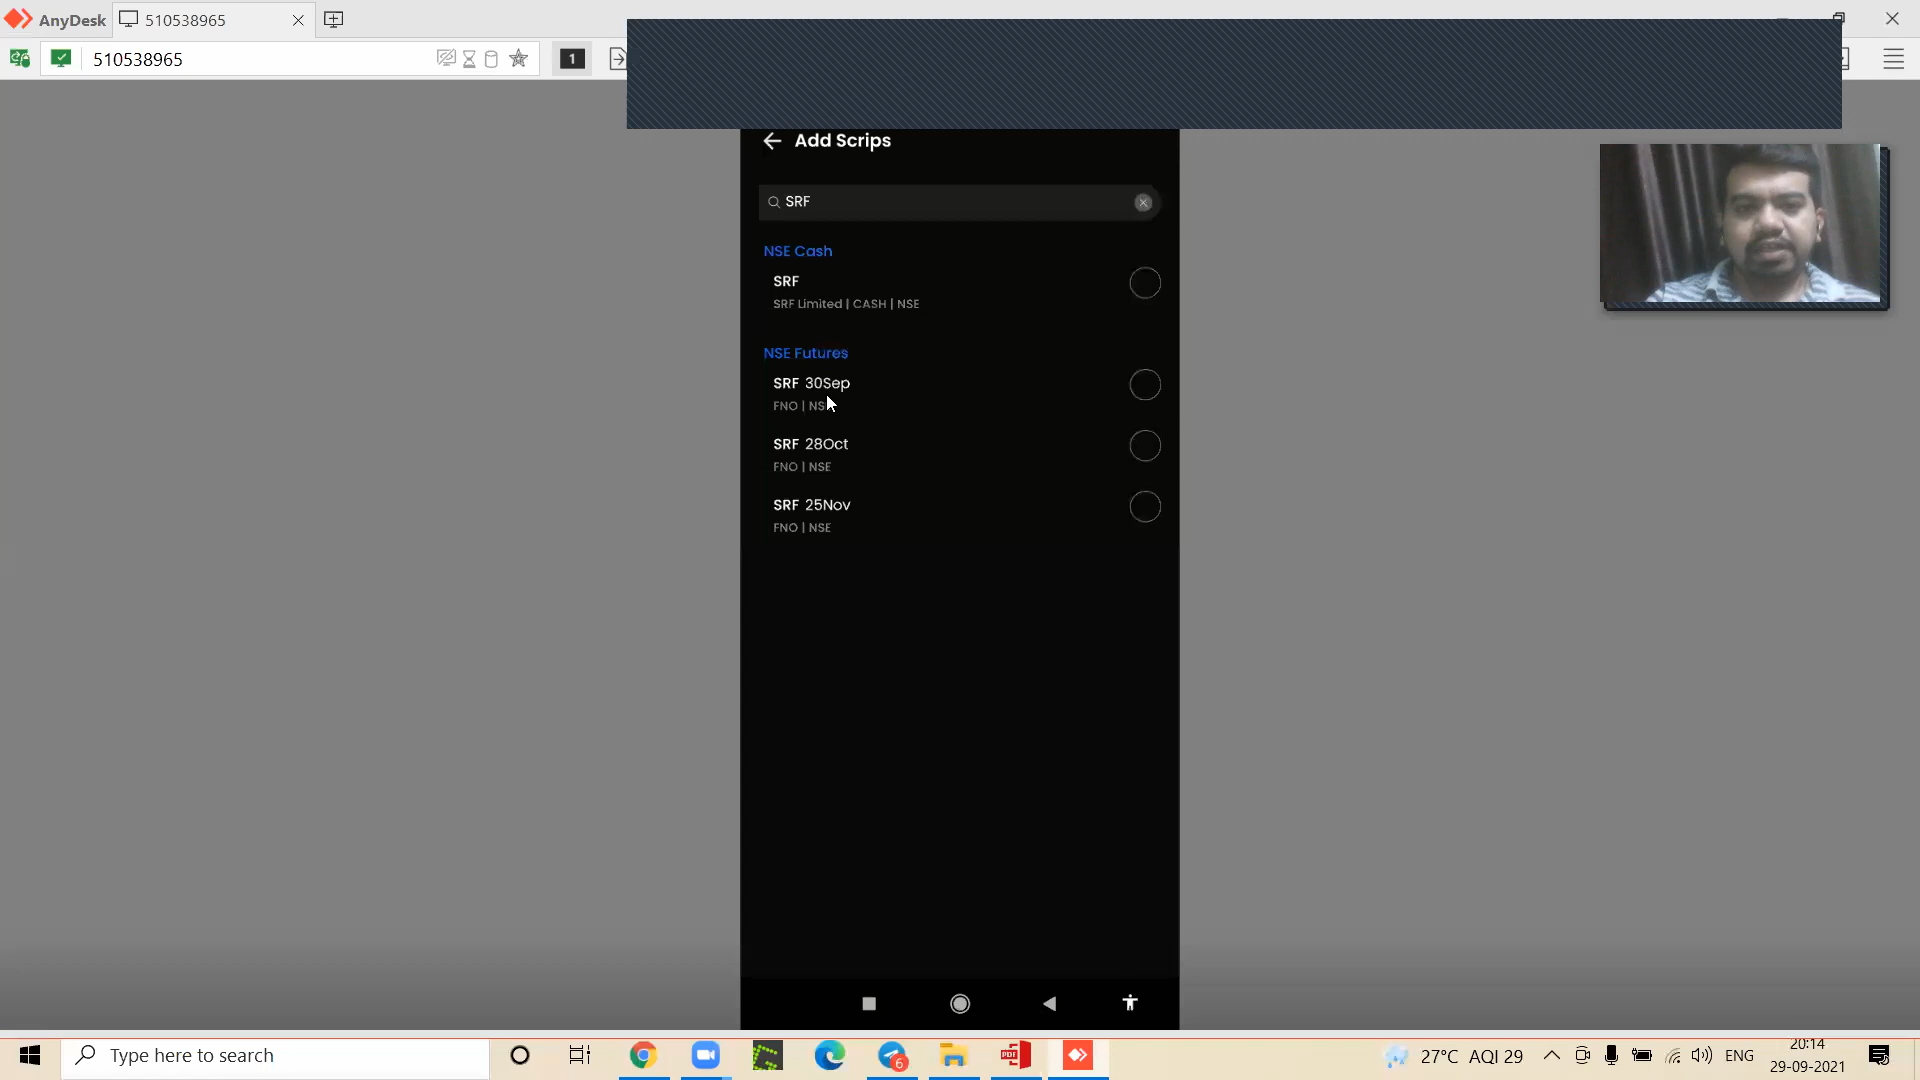 AnyDesk
510538965
510538965
1
Add Scrips
SRF
NSE Cash
SRF
SRF Limited | CASH | NSE
NSE Futures
SRF 30Sep
FNO | NSE
SRF 28Oct
FNO | NSE
SRF 25Nov
FNO | NSE
Type here to search
6
PDF
27°C AQI 29
ENG
20:14
29-09-2021